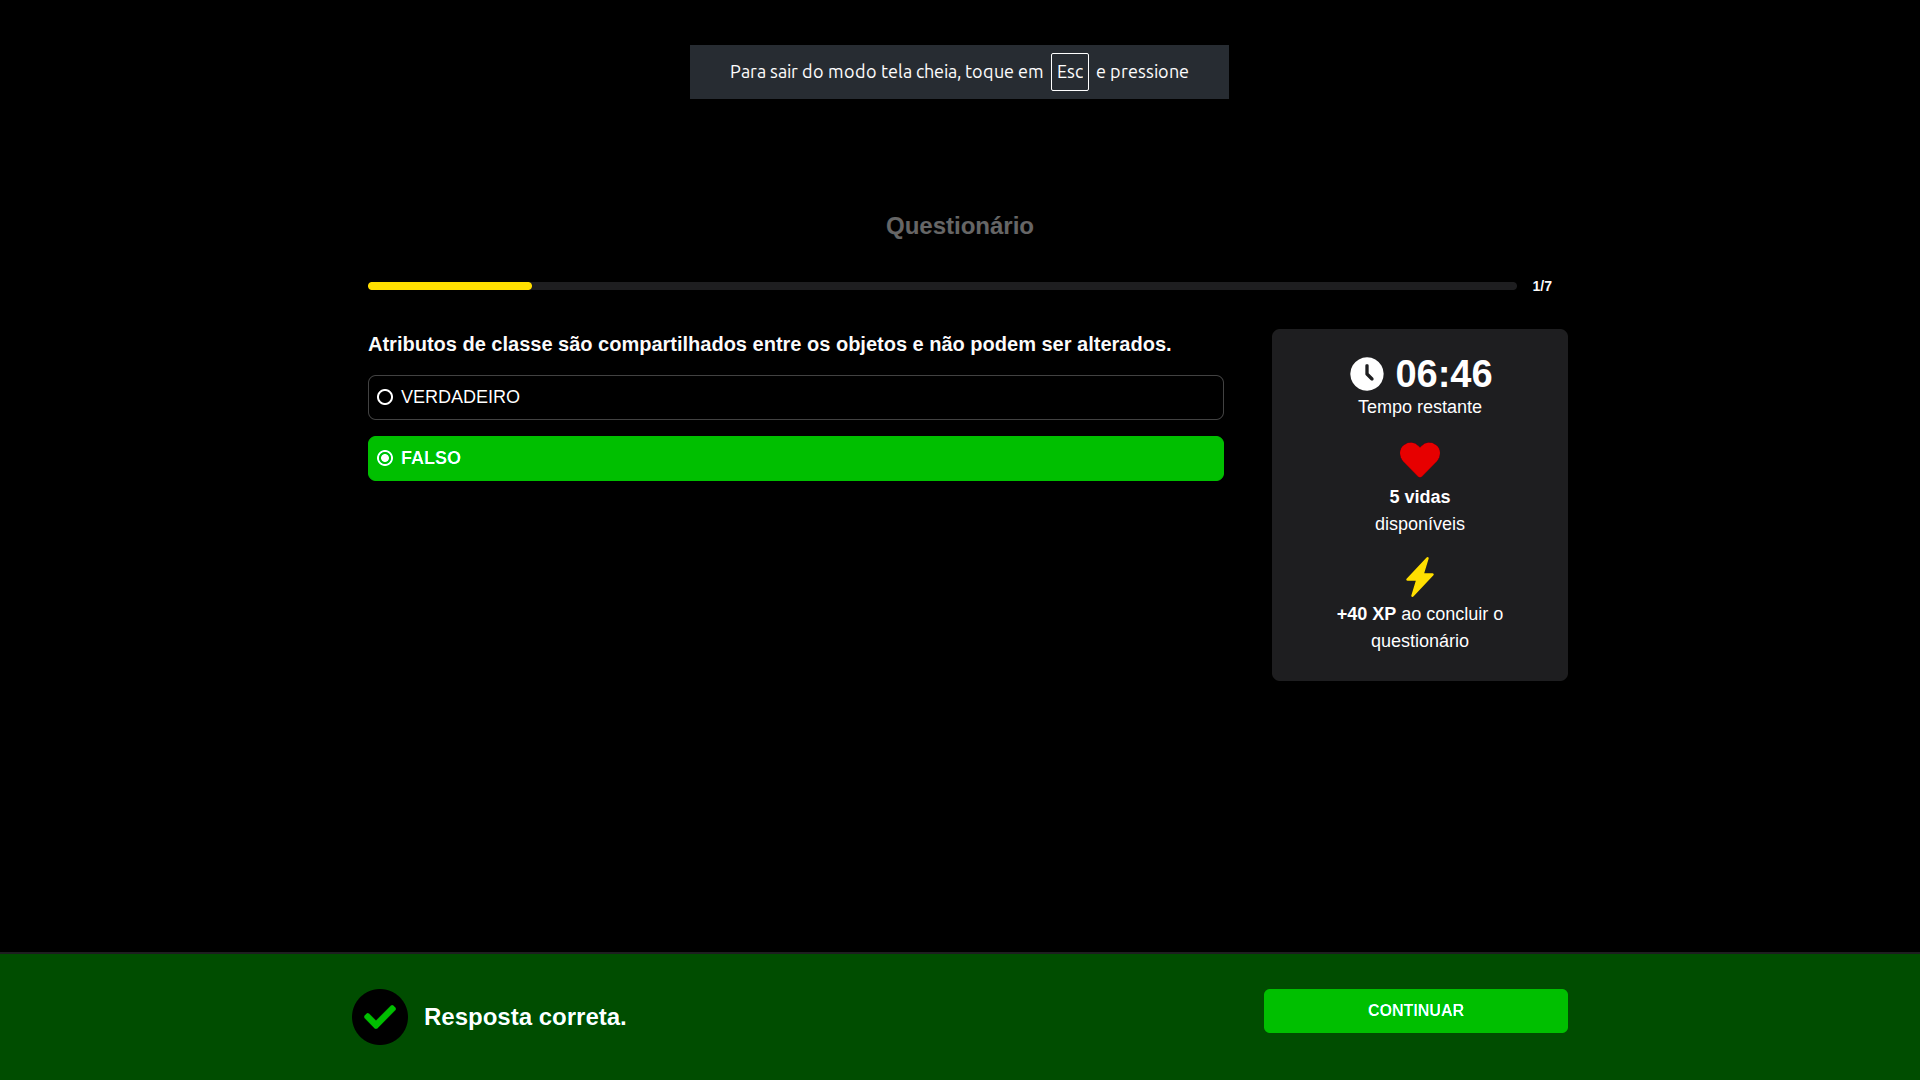 Para sair do modo tela cheia, toque em Esc e pressione
Questionário
1/7
Atributos de classe são compartilhados entre os objetos e não podem ser alterados.
VERDADEIRO
FALSO
06:46
Tempo restante
5 vidas
disponíveis
+40 XP ao concluir o
questionário
Resposta correta.
CONTINUAR